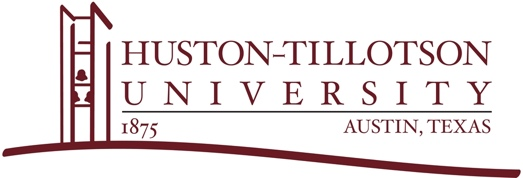 HUSTON-TILLOTSON
UNIVERSITY
1875 AUSTIN, TEXAS